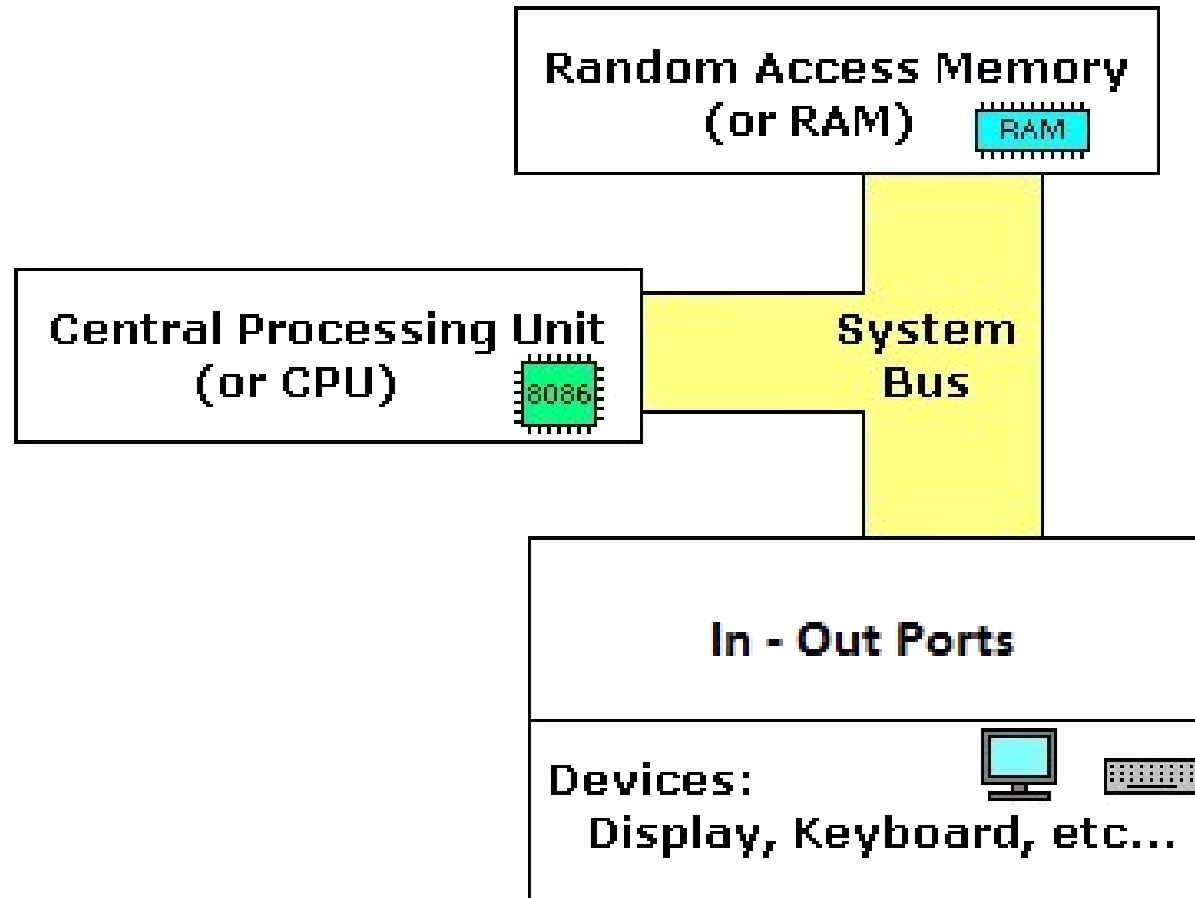 Random Access Memory
(or RAM)
RAM
Central Processing Unit
(or CPU)
8086
System
Bus
In - Out Ports
Devices:
Display, Keyboard, etc...